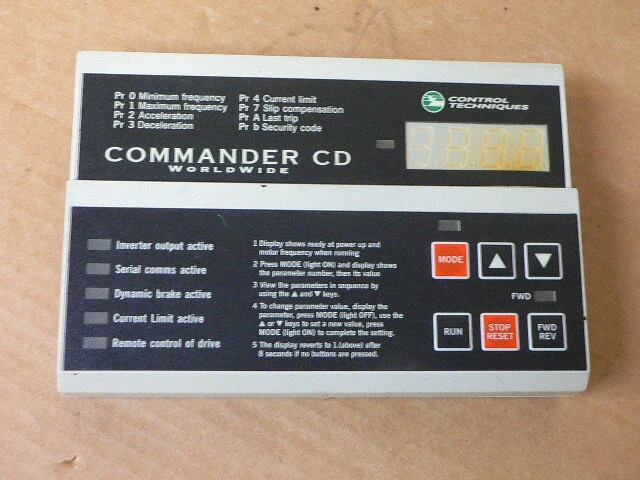 Pr 0 Minimum frequency
Pr 1 Maximum frequency
Pr 2 Acceleration
Pr 3 Deceleration
Pr 4 Current limit
Pr 7 Slip compensation
Pr A Last trip
Pr b Security code
CONTROL
TECHNIQUES
COMMANDER CD
WORLDWIDE
Inverter output active
Serial comms active
Dynamic brake active
Current Limit active
Remote control of drive
1 Display shows ready at power up and
motor frequency when running
2 Press MODE (light ON) and display shows
the parameter number, then its value
3 View the parameters in sequence by
using the ▲ and ▼ keys.
4 To change parameter value, display the
parameter, press MODE (light OFF), use the
▲ or ▼ keys to set a new value, press
MODE (light ON) to complete the setting.
5 The display reverts to 1.(above) after
8 seconds if no buttons are pressed.
MODE
▲
▼
FWD
RUN
STOP
RESET
FWD
REV